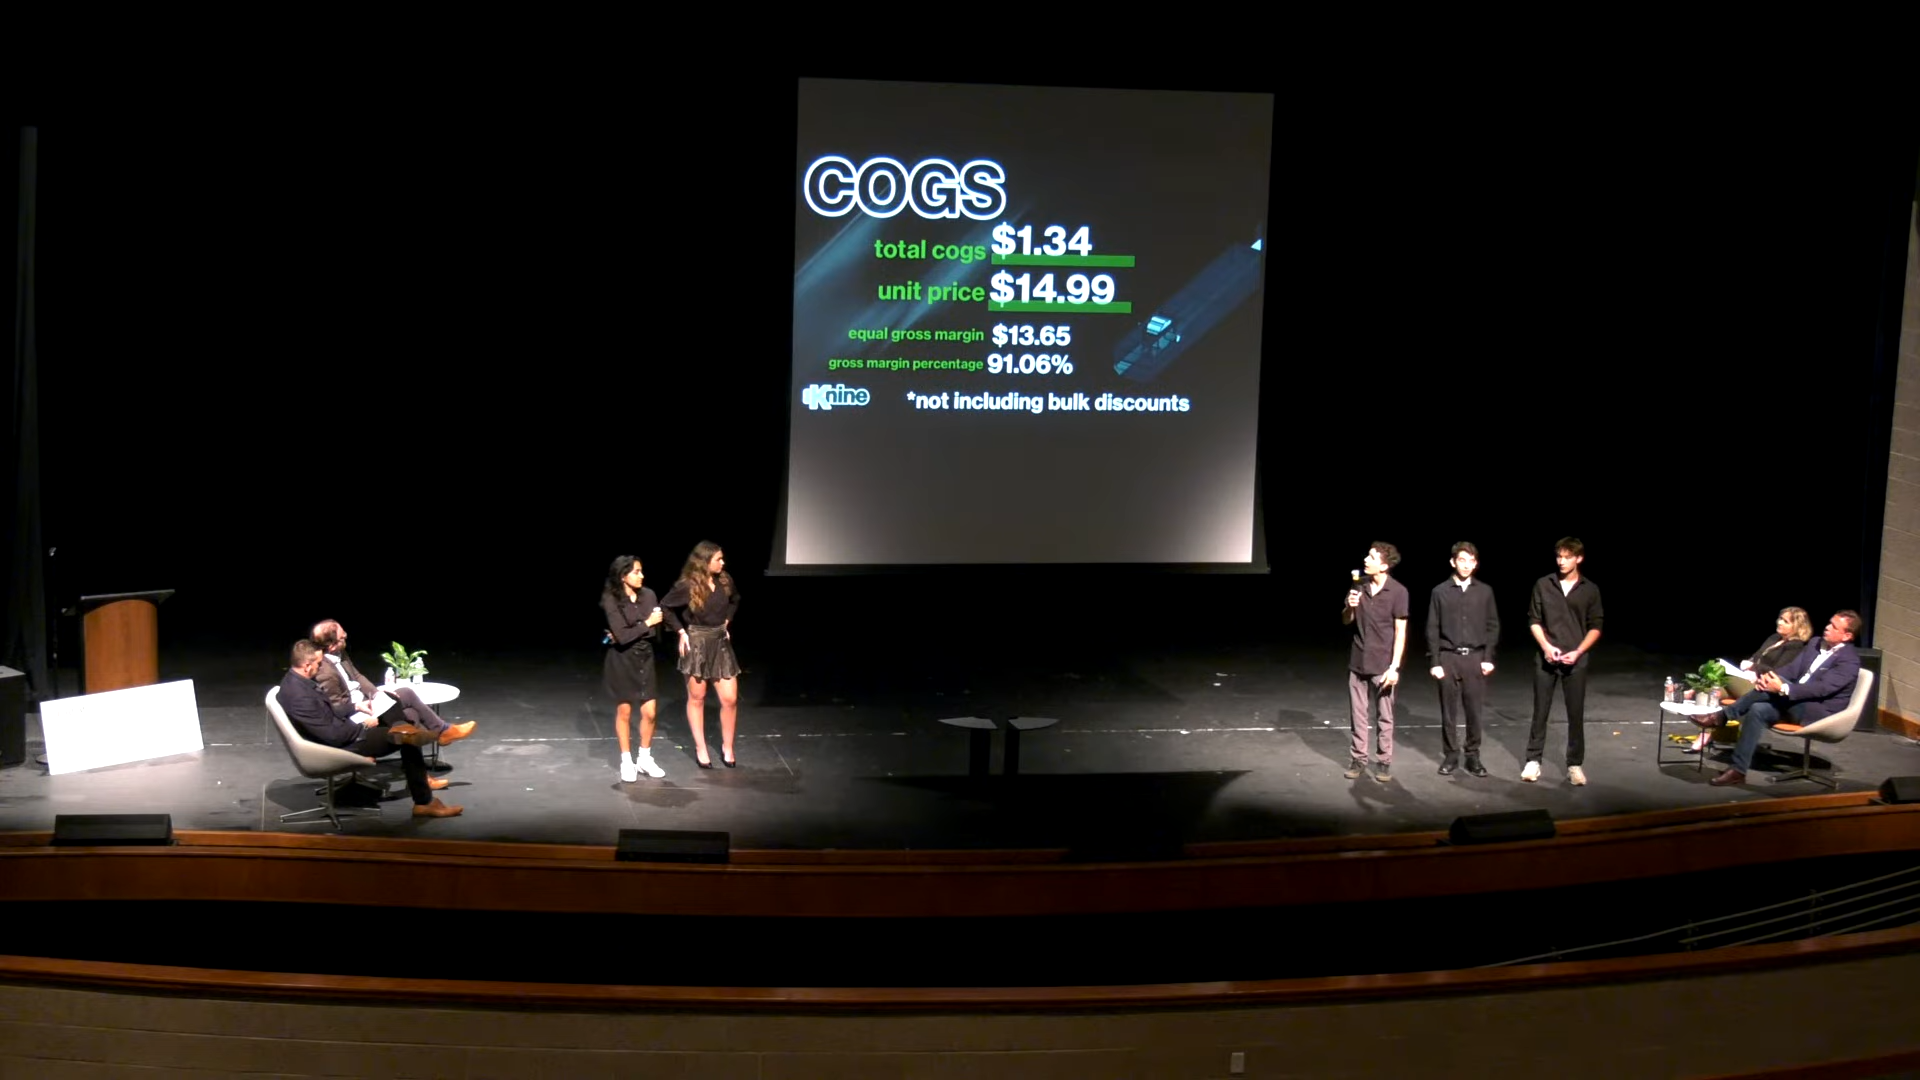 COGS
total cogs $1.34
unit price $14.99
equal gross margin $13.65
gross margin percentage 91.06%
Knine *not including bulk discounts